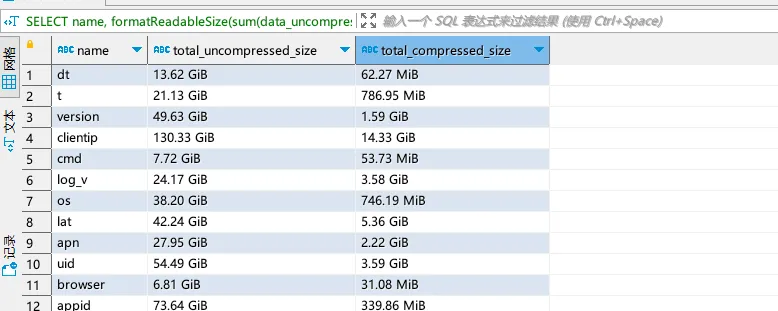 SELECT name, formatReadableSize(sum(data_uncompres 输入一个 SQL 表达式来过滤结果 (使用 Ctrl+Space)
网格
文本
记录
ABC name ABC total_uncompressed_size ABC total_compressed_size
1 dt 13.62 GiB 62.27 MiB
2 t 21.13 GiB 786.95 MiB
3 version 49.63 GiB 1.59 GiB
4 clientip 130.33 GiB 14.33 GiB
5 cmd 7.72 GiB 53.73 MiB
6 log_v 24.17 GiB 3.58 GiB
7 os 38.20 GiB 746.19 MiB
8 lat 42.24 GiB 5.36 GiB
9 apn 27.95 GiB 2.22 GiB
10 uid 54.49 GiB 3.59 GiB
11 browser 6.81 GiB 31.08 MiB
12 appid 73.64 GiB 339.86 MiB